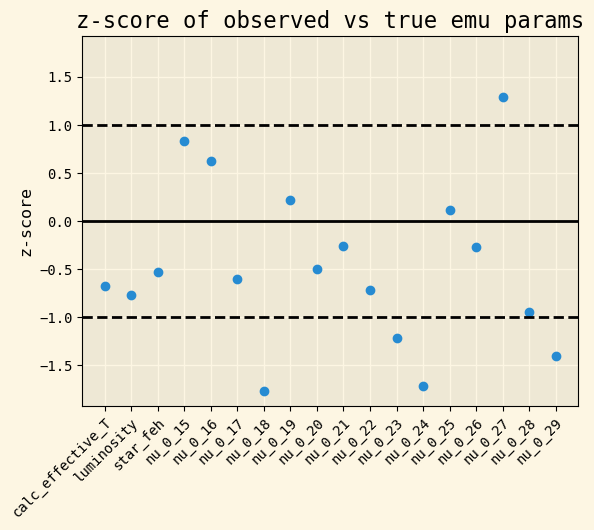 z-score of observed vs true emu params
z-score
1.5
1.0
0.5
0.0
−0.5
−1.0
−1.5
calc_effective_T
luminosity
star_feh
nu_0_15
nu_0_16
nu_0_17
nu_0_18
nu_0_19
nu_0_20
nu_0_21
nu_0_22
nu_0_23
nu_0_24
nu_0_25
nu_0_26
nu_0_27
nu_0_28
nu_0_29